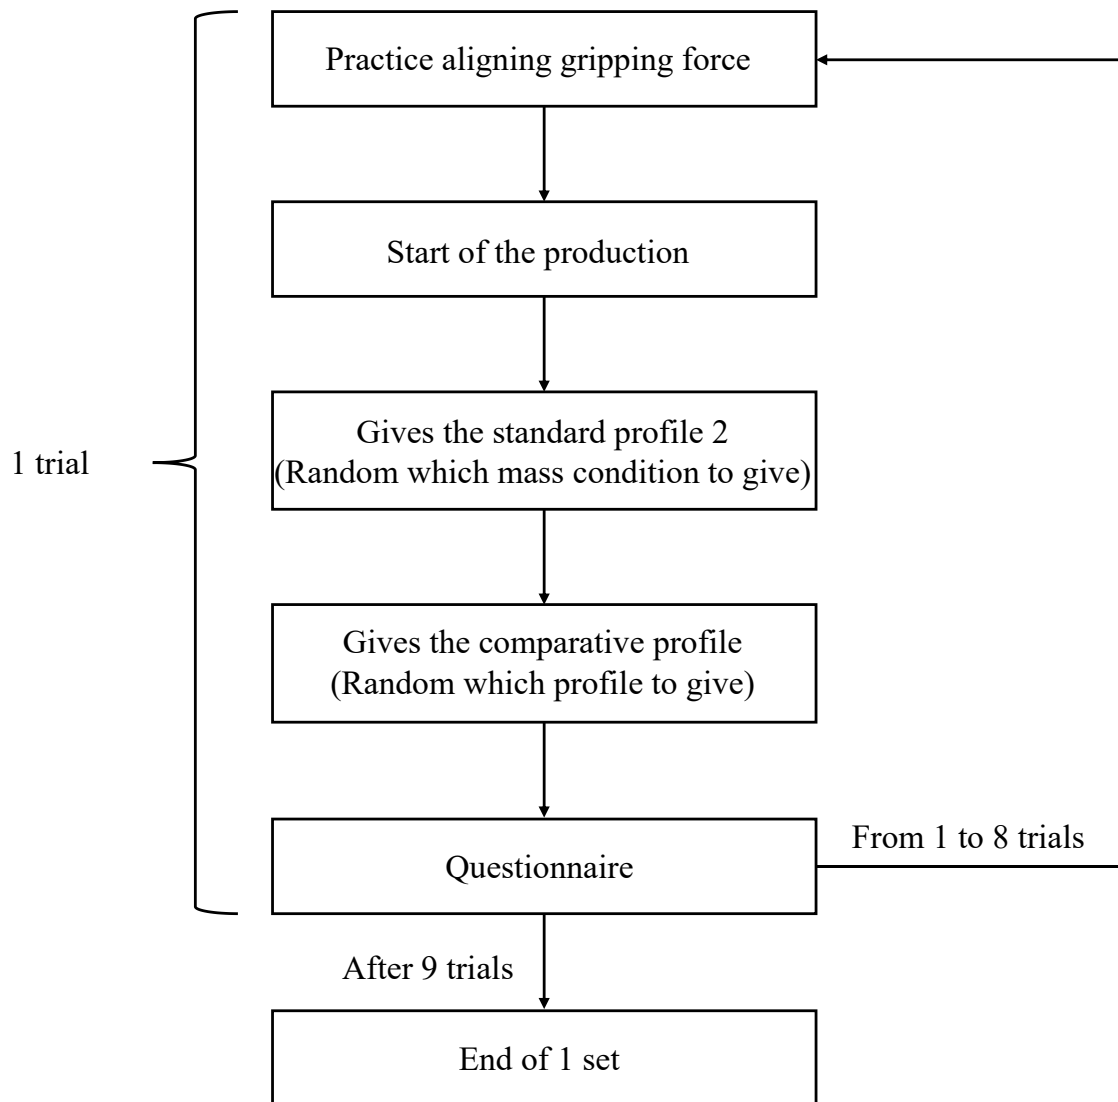 Practice aligning gripping force
Start of the production
Gives the standard profile 2
(Random which mass condition to give)
1 trial
Gives the comparative profile
(Random which profile to give)
From 1 to 8 trials
Questionnaire
After 9 trials
End of 1 set